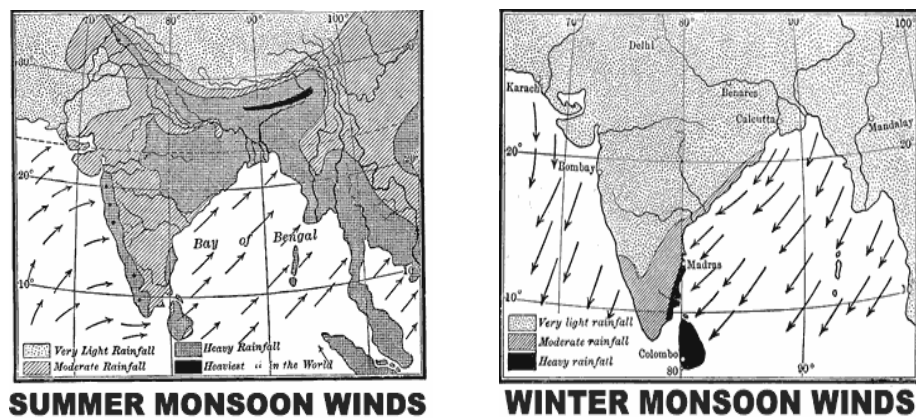 70 80 90 100
30
20°
10°
Bay of Bengal
Very Light Rainfall
Moderate Rainfall
Heavy Rainfall
Heaviest " in the World
SUMMER MONSOON WINDS
70 80° 90 100°
Delhi
Karachi
Benares
Calcutta
Mandalay
20°
Bombay
Madras
10°
Very light rainfall
Moderate rainfall
Heavy rainfall
Colombo
80 90°
WINTER MONSOON WINDS